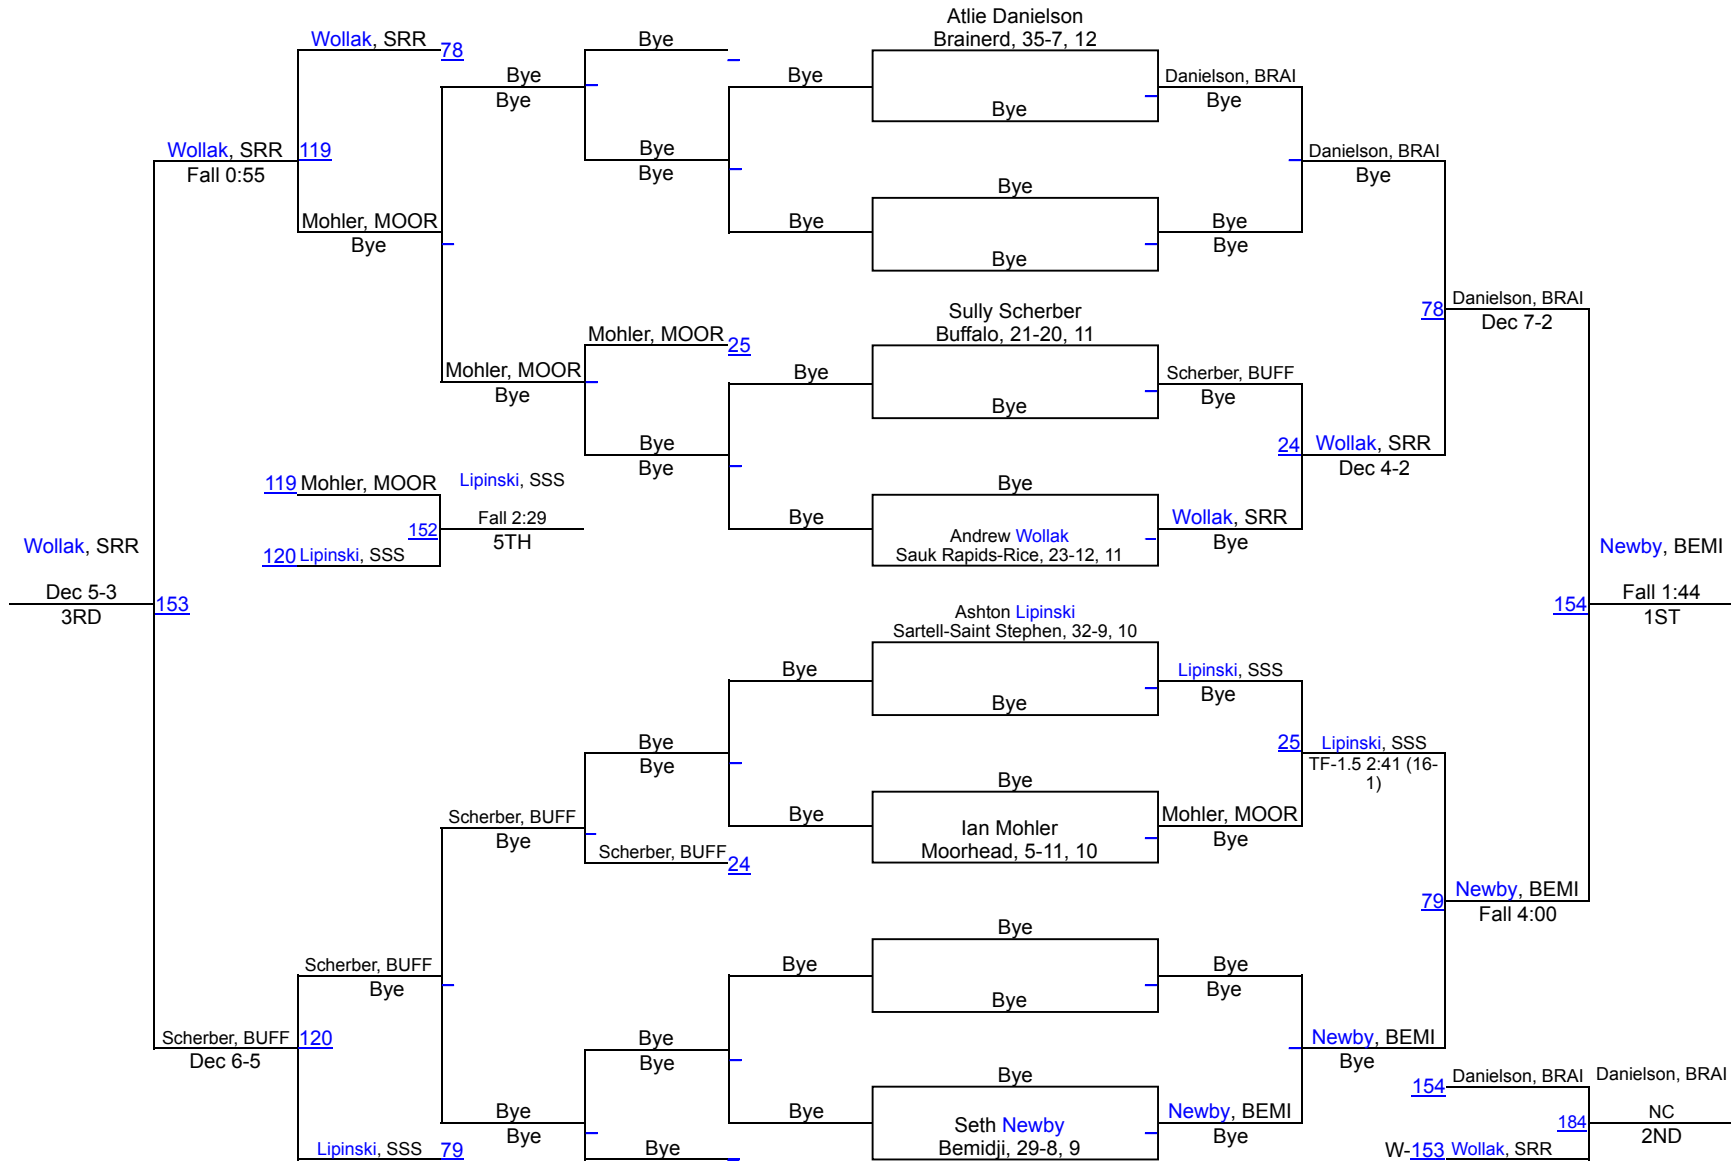 Atlie Danielson
Wollak, SRR
78
Bye
Brainerd, 35-7, 12
Bye
Bye
Bye
Danielson, BRAI
Bye
Bye
Wollak, SRR
119
Fall 0:55
Bye
Bye
Danielson, BRAI
Bye
Mohler, MOOR
Bye
Bye
Bye
Bye
Bye
Bye
Sully Scherber
Buffalo, 21-20, 11
78
Danielson, BRAI
Dec 7-2
Mohler, MOOR
25
Mohler, MOOR
Bye
Bye
Bye
Scherber, BUFF
Bye
Bye
Bye
24
Wollak, SRR
Dec 4-2
119 Mohler, MOOR
Lipinski, SSS
152
Fall 2:29
5TH
120 Lipinski, SSS
Bye
Bye
Andrew Wollak
Sauk Rapids-Rice, 23-12, 11
Wollak, SRR
Bye
Wollak, SRR
Dec 5-3
153
3RD
Newby, BEMI
154
Fall 1:44
1ST
Ashton Lipinski
Sartell-Saint Stephen, 32-9, 10
Bye
Bye
Lipinski, SSS
Bye
Bye
Bye
25
Lipinski, SSS
TF-1.5 2:41 (16-
1)
Scherber, BUFF
Bye
Scherber, BUFF
24
Bye
Bye
Ian Mohler
Moorhead, 5-11, 10
Mohler, MOOR
Bye
79
Newby, BEMI
Fall 4:00
Scherber, BUFF
Bye
Bye
Bye
Bye
Bye
Bye
Scherber, BUFF
120
Dec 6-5
Bye
Bye
Newby, BEMI
Bye
Bye
Bye
Lipinski, SSS
79
Bye
Bye
Bye
Seth Newby
Bemidji, 29-8, 9
Newby, BEMI
Bye
154
Danielson, BRAI
Danielson, BRAI
184
NC
2ND
W-153 Wollak, SRR